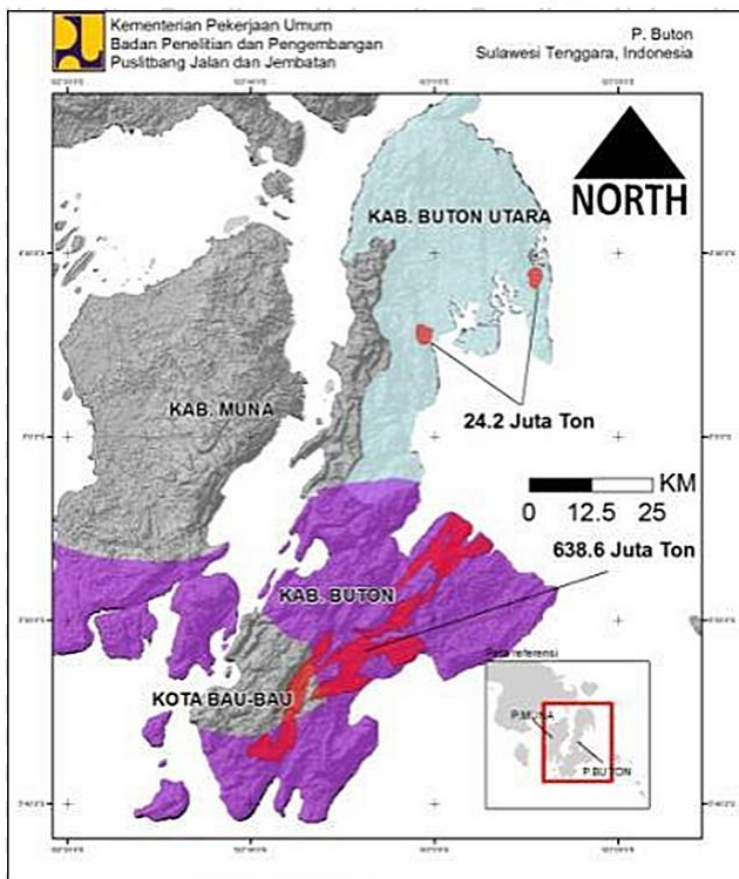 Kementerian Pekerjaan Umum
Badan Penelitian dan Pengembangan
Puslitbang Jalan dan Jembatan
P. Buton
Sulawesi Tenggara, Indonesia
NORTH
KAB. BUTON UTARA
KAB. MUNA
24.2 Juta Ton
KM
0 12.5 25
638.6 Juta Ton
KAB. BUTON
KOTA BAU-BAU
Peta referensi
P.MUNA
P.BUTON